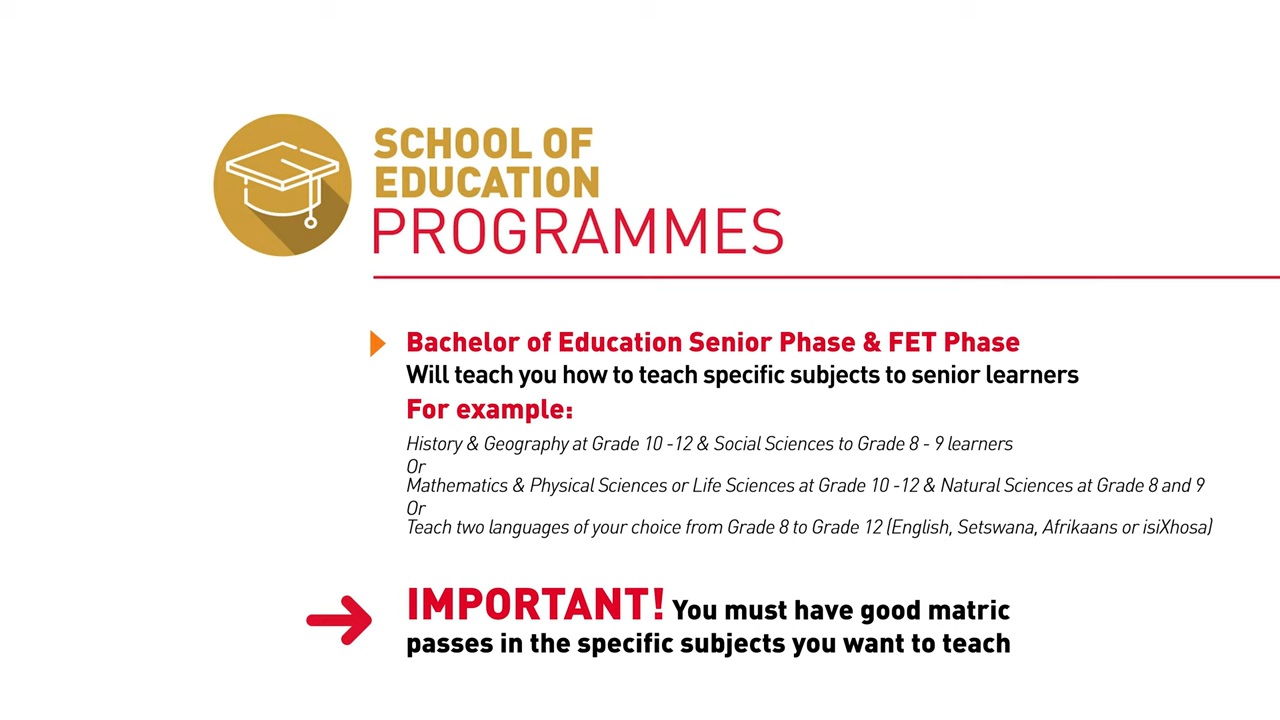 SCHOOL OF
EDUCATION
PROGRAMMES
Bachelor of Education Senior Phase & FET Phase
Will teach you how to teach specific subjects to senior learners
For example:
History & Geography at Grade 10 -12 & Social Sciences to Grade 8 - 9 learners
Or
Mathematics & Physical Sciences or Life Sciences at Grade 10 -12 & Natural Sciences at Grade 8 and 9
Or
Teach two languages of your choice from Grade 8 to Grade 12 (English, Setswana, Afrikaans or isiXhosa)
IMPORTANT! You must have good matric
passes in the specific subjects you want to teach